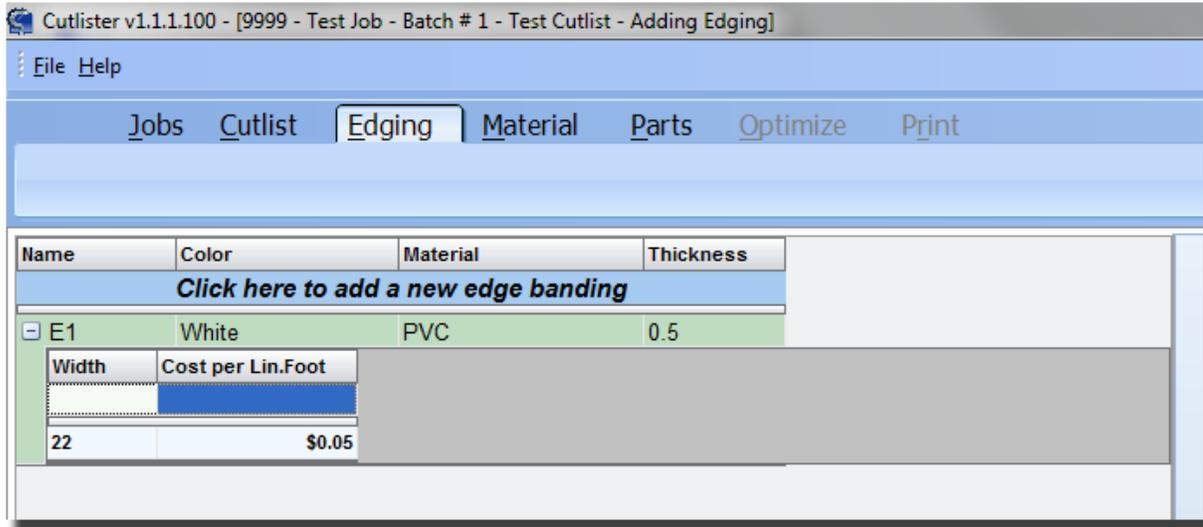 Cutlister v1.1.1.100 - [9999 - Test Job - Batch # 1 - Test Cutlist - Adding Edging]
File Help
Jobs Cutlist Edging Material Parts Optimize Print
Name Color Material Thickness
Click here to add a new edge banding
E1 White PVC 0.5
Width Cost per Lin.Foot
22 $0.05